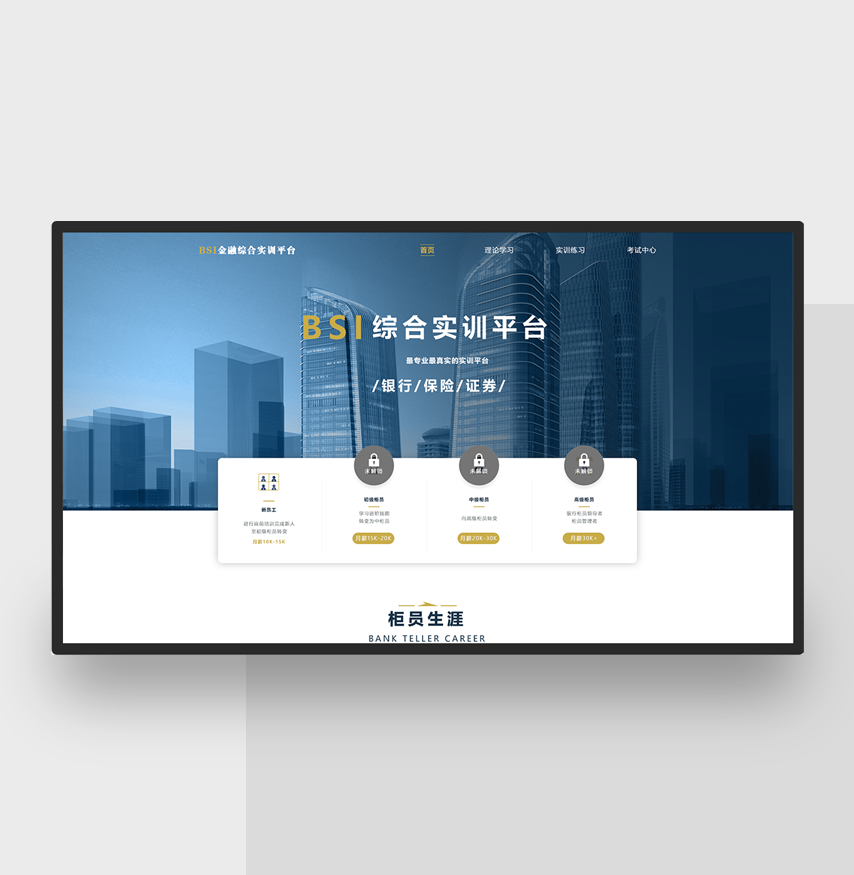 BSI金融综合实训平台
首页
理论学习
实训练习
考试中心
BSI 综合实训平台
最专业最真实的实训平台
/银行/保险/证券/
未解锁
未解锁
未解锁
新员工
进行岗前培训完成新人
至初级柜员转变
月薪10K-15K
初级柜员
学习进阶技能
转变为中柜员
月薪15K-20K
中级柜员
向高级柜员转变
月薪20K-30K
高级柜员
银行柜员领导者
柜员管理者
月薪30K+
柜员生涯
BANK TELLER CAREER